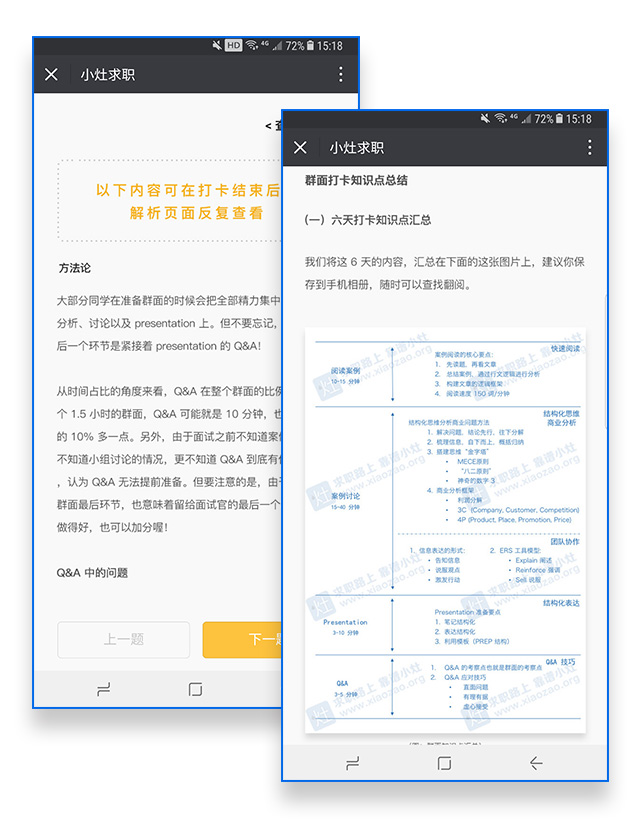 HD 4G 72% 15:18
小灶求职
以下内容可在打卡结束后
解析页面反复查看
方法论
大部分同学在准备群面的时候会把全部精力集中
分析、讨论以及 presentation 上。但不要忘记，
后一个环节是紧接着 presentation 的 Q&A！
从时间占比的角度来看，Q&A 在整个群面的比例
个 1.5 小时的群面，Q&A 可能就是 10 分钟，也
的 10% 多一点。另外，由于面试之前不知道案例
不知道小组讨论的情况，更不知道 Q&A 到底有什
，认为 Q&A 无法提前准备。但要注意的是，由于
群面最后环节，也意味着留给面试官的最后一个
做得好，也可以加分喔！
Q&A 中的问题
上一题
下一题
4G 72% 15:18
小灶求职
群面打卡知识点总结
(一) 六天打卡知识点汇总
我们将这 6 天的内容，汇总在下面的这张图片上，建议你保
存到手机相册，随时可以查找翻阅。
快速阅读
阅读案例
10-15 分钟
案例阅读的核心要点：
1. 先读题，再看文章
2. 总结案例，通过行文逻辑进行分析
3. 构建文章的逻辑框架
4. 阅读速度 150 词/分钟
结构化思维
商业分析
结构化思维分析商业问题方法
1. 解决问题，结论先行，往下分解
2. 梳理信息，自下而上，概括归纳
3. 搭建思维“金字塔”
• MECE原则
• “八二原则”
• 神奇的数字 3
4. 商业分析框架
• 利润分解
• 3C (Company, Customer, Competition)
• 4P (Product, Place, Promotion, Price)
案例讨论
15-40 分钟
团队协作
1. 信息表达的形式：
• 告知信息
• 说服观点
• 激发行动
2. ERS 工具模型:
• Explain 阐述
• Reinforce 强调
• Sell 说服
结构化表达
Presentation
3-10 分钟
Presentation 准备要点
1. 笔记结构化
2. 表达结构化
3. 利用模板（PREP 结构）
Q&A 技巧
Q&A
3-5 分钟
1. Q&A 的考察点也就是群面的考察点
2. Q&A 应对技巧
• 直面问题
• 有理有据
• 虚心接受
求职路上 靠谱小灶
www.xiaozao.org